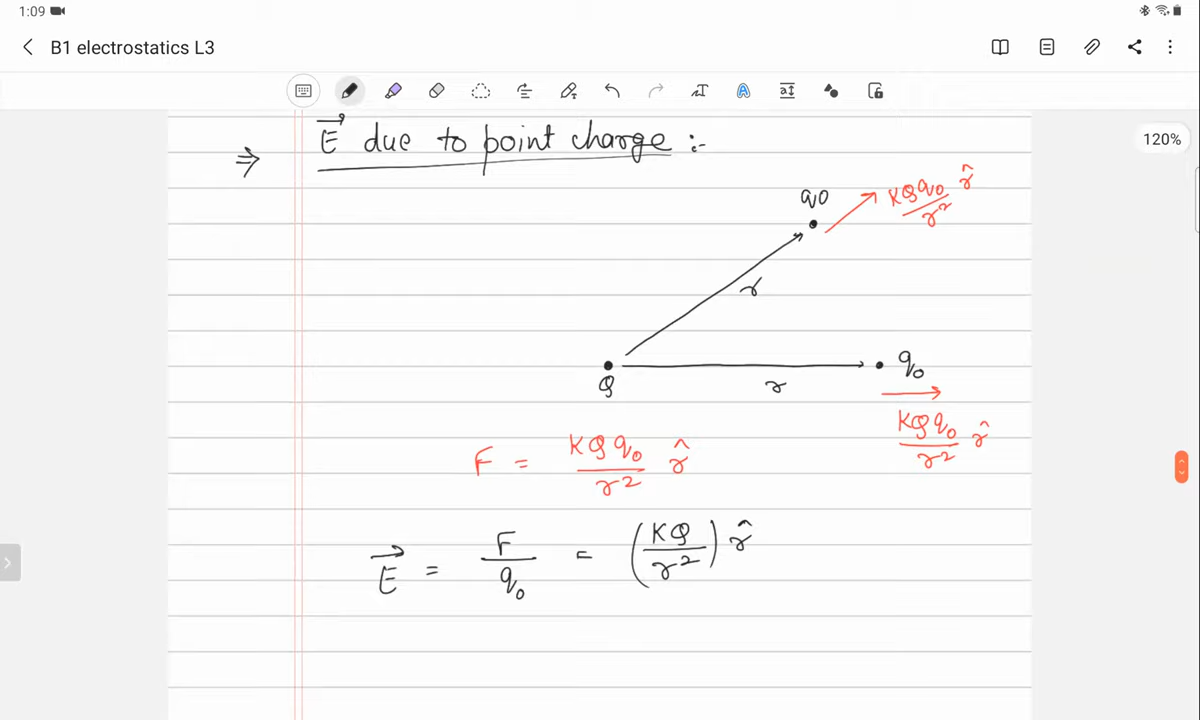 1:09
B1 electrostatics L3
120%
⇒ E⃗ due to point charge :-
q0
KQq₀/r² r̂
r
Q
q₀
r
KQq₀/r² r̂
F = KQq₀/r² r̂
E⃗ = F/q₀ = (KQ/r²) r̂